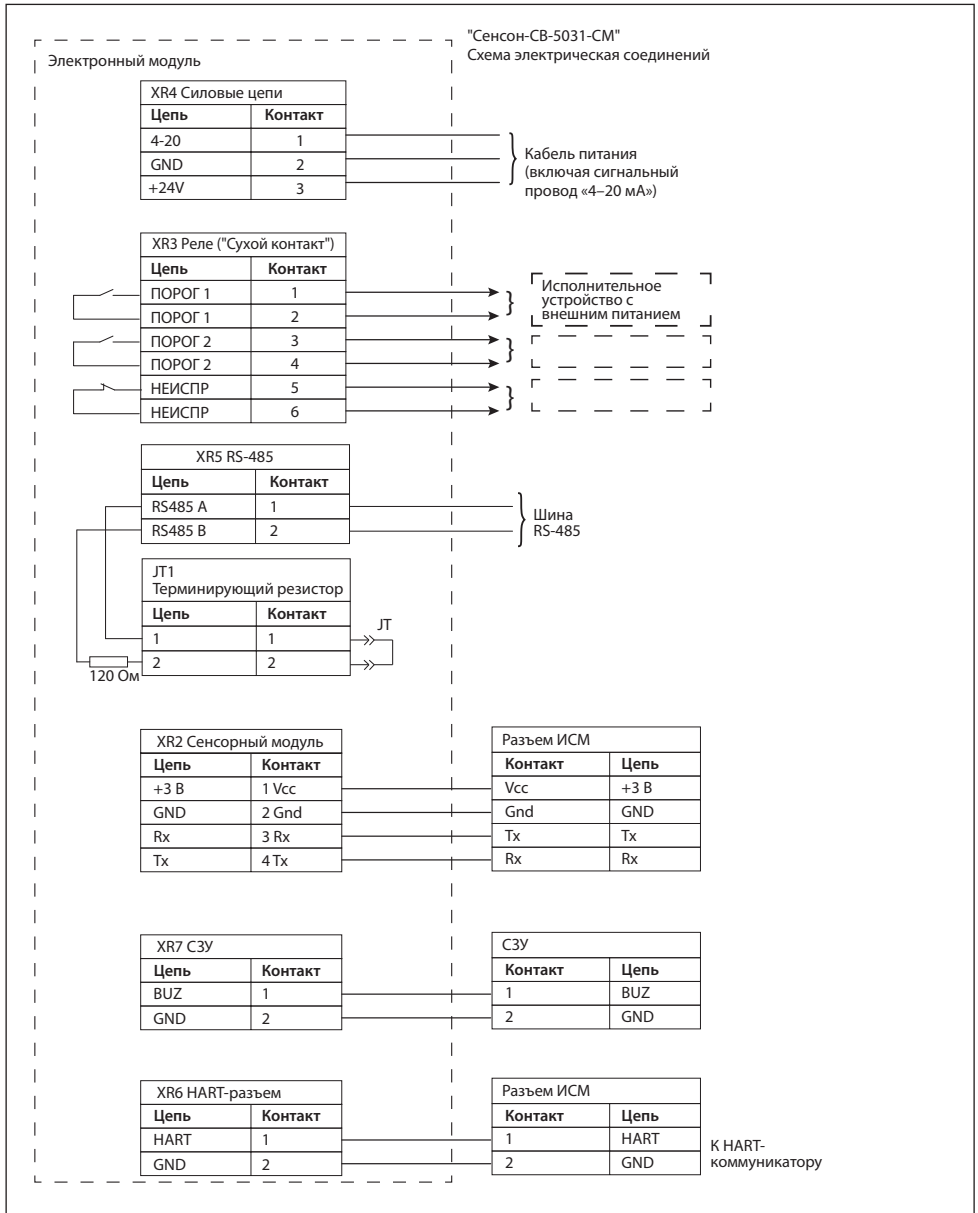 "Сенсон-СВ-5031-СМ"
Схема электрическая соединений
Электронный модуль
XR4 Силовые цепи
Цепь Контакт
4-20 1
GND 2
+24V 3
Кабель питания
(включая сигнальный
провод «4–20 мА»)
XR3 Реле ("Сухой контакт")
Цепь Контакт
ПОРОГ 1 1
ПОРОГ 1 2
ПОРОГ 2 3
ПОРОГ 2 4
НЕИСПР 5
НЕИСПР 6
Исполнительное
устройство с
внешним питанием
XR5 RS-485
Цепь Контакт
RS485 A 1
RS485 B 2
Шина
RS-485
JT1
Терминирующий резистор
Цепь Контакт
1 1
2 2
JT
120 Ом
XR2 Сенсорный модуль
Цепь Контакт
+3 В 1 Vcc
GND 2 Gnd
Rx 3 Rx
Tx 4 Tx
Разъем ИСМ
Контакт Цепь
Vcc +3 В
Gnd GND
Tx Tx
Rx Rx
XR7 СЗУ
Цепь Контакт
BUZ 1
GND 2
СЗУ
Контакт Цепь
1 BUZ
2 GND
XR6 HART-разъем
Цепь Контакт
HART 1
GND 2
Разъем ИСМ
Контакт Цепь
1 HART
2 GND
К HART-
коммуникатору